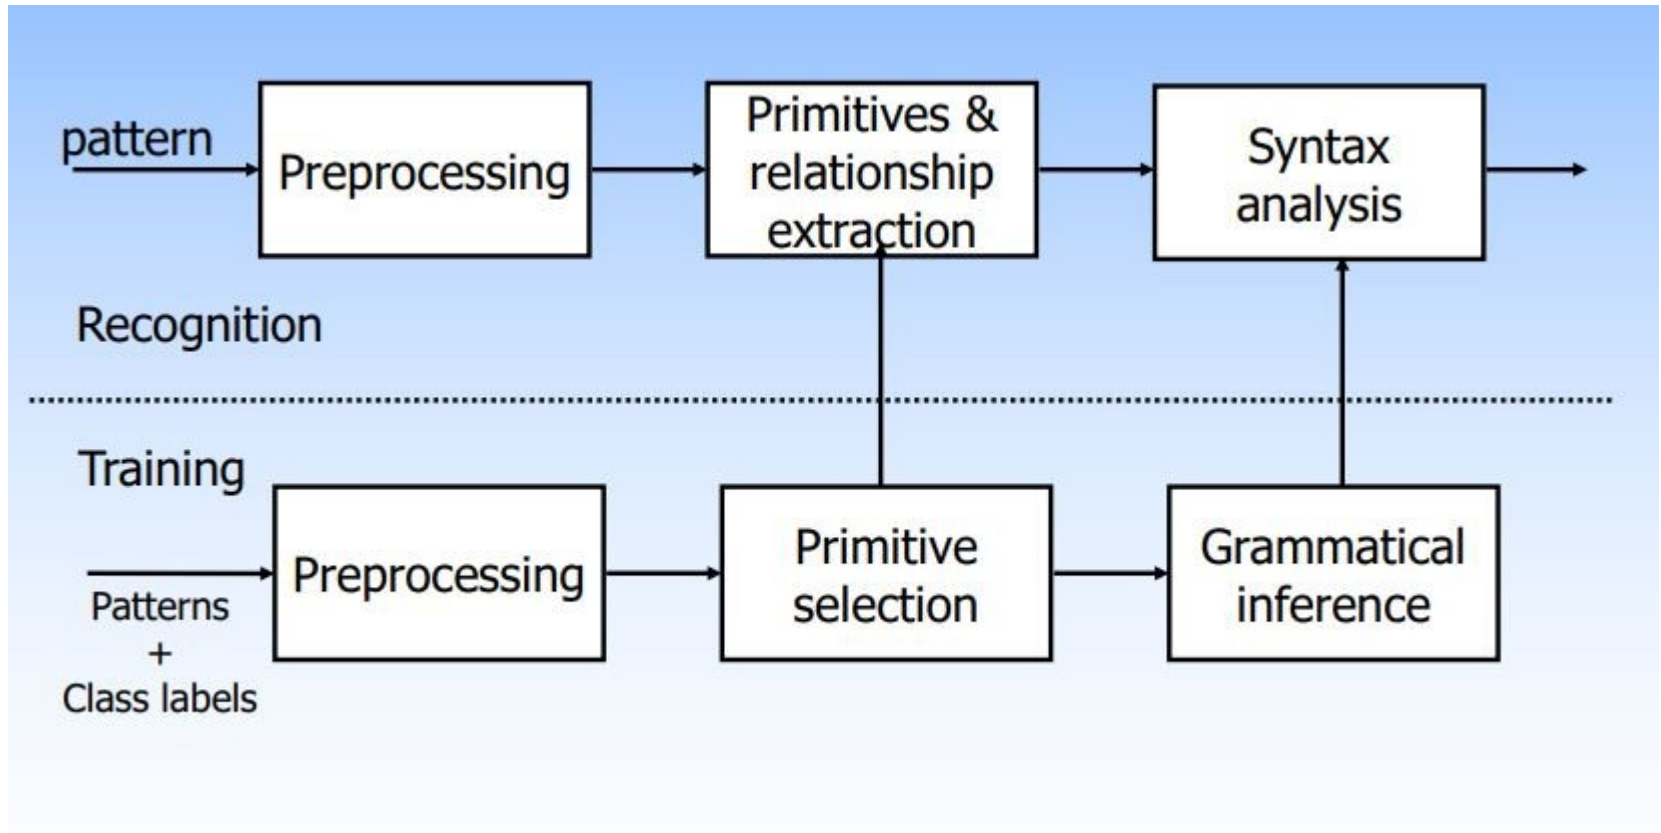 pattern
Preprocessing
Primitives &
relationship
extraction
Syntax
analysis
Recognition
Training
Preprocessing
Primitive
selection
Grammatical
inference
Patterns
+
Class labels